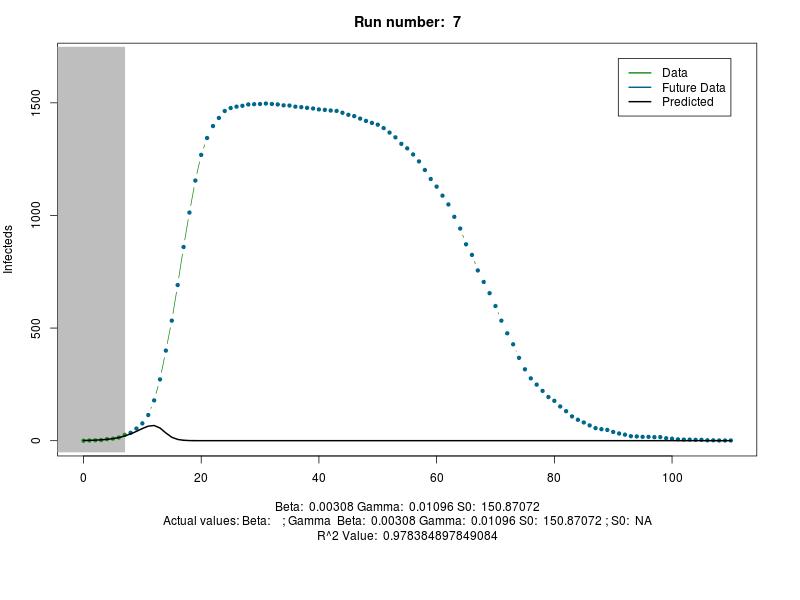 Run number: 7
Data
Future Data
Predicted
Infecteds
1500
1000
500
0
0 20 40 60 80 100
Beta: 0.00308 Gamma: 0.01096 S0: 150.87072
Actual values: Beta: ; Gamma Beta: 0.00308 Gamma: 0.01096 S0: 150.87072 ; S0: NA
R^2 Value: 0.978384897849084